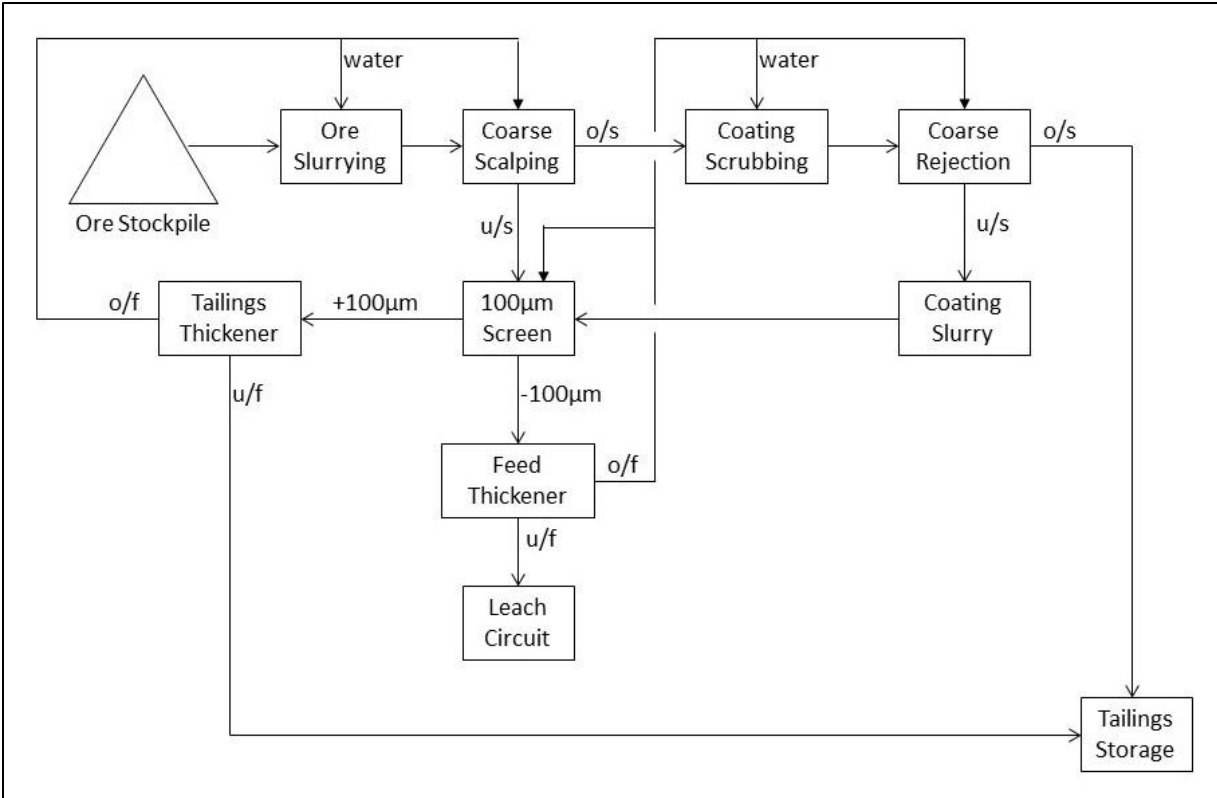 water
water
Ore
Slurrying
Coarse
Scalping
o/s
Coating
Scrubbing
Coarse
Rejection
o/s
Ore Stockpile
u/s
u/s
o/f
Tailings
Thickener
+100µm
100µm
Screen
Coating
Slurry
u/f
-100µm
Feed
Thickener
o/f
u/f
Leach
Circuit
Tailings
Storage